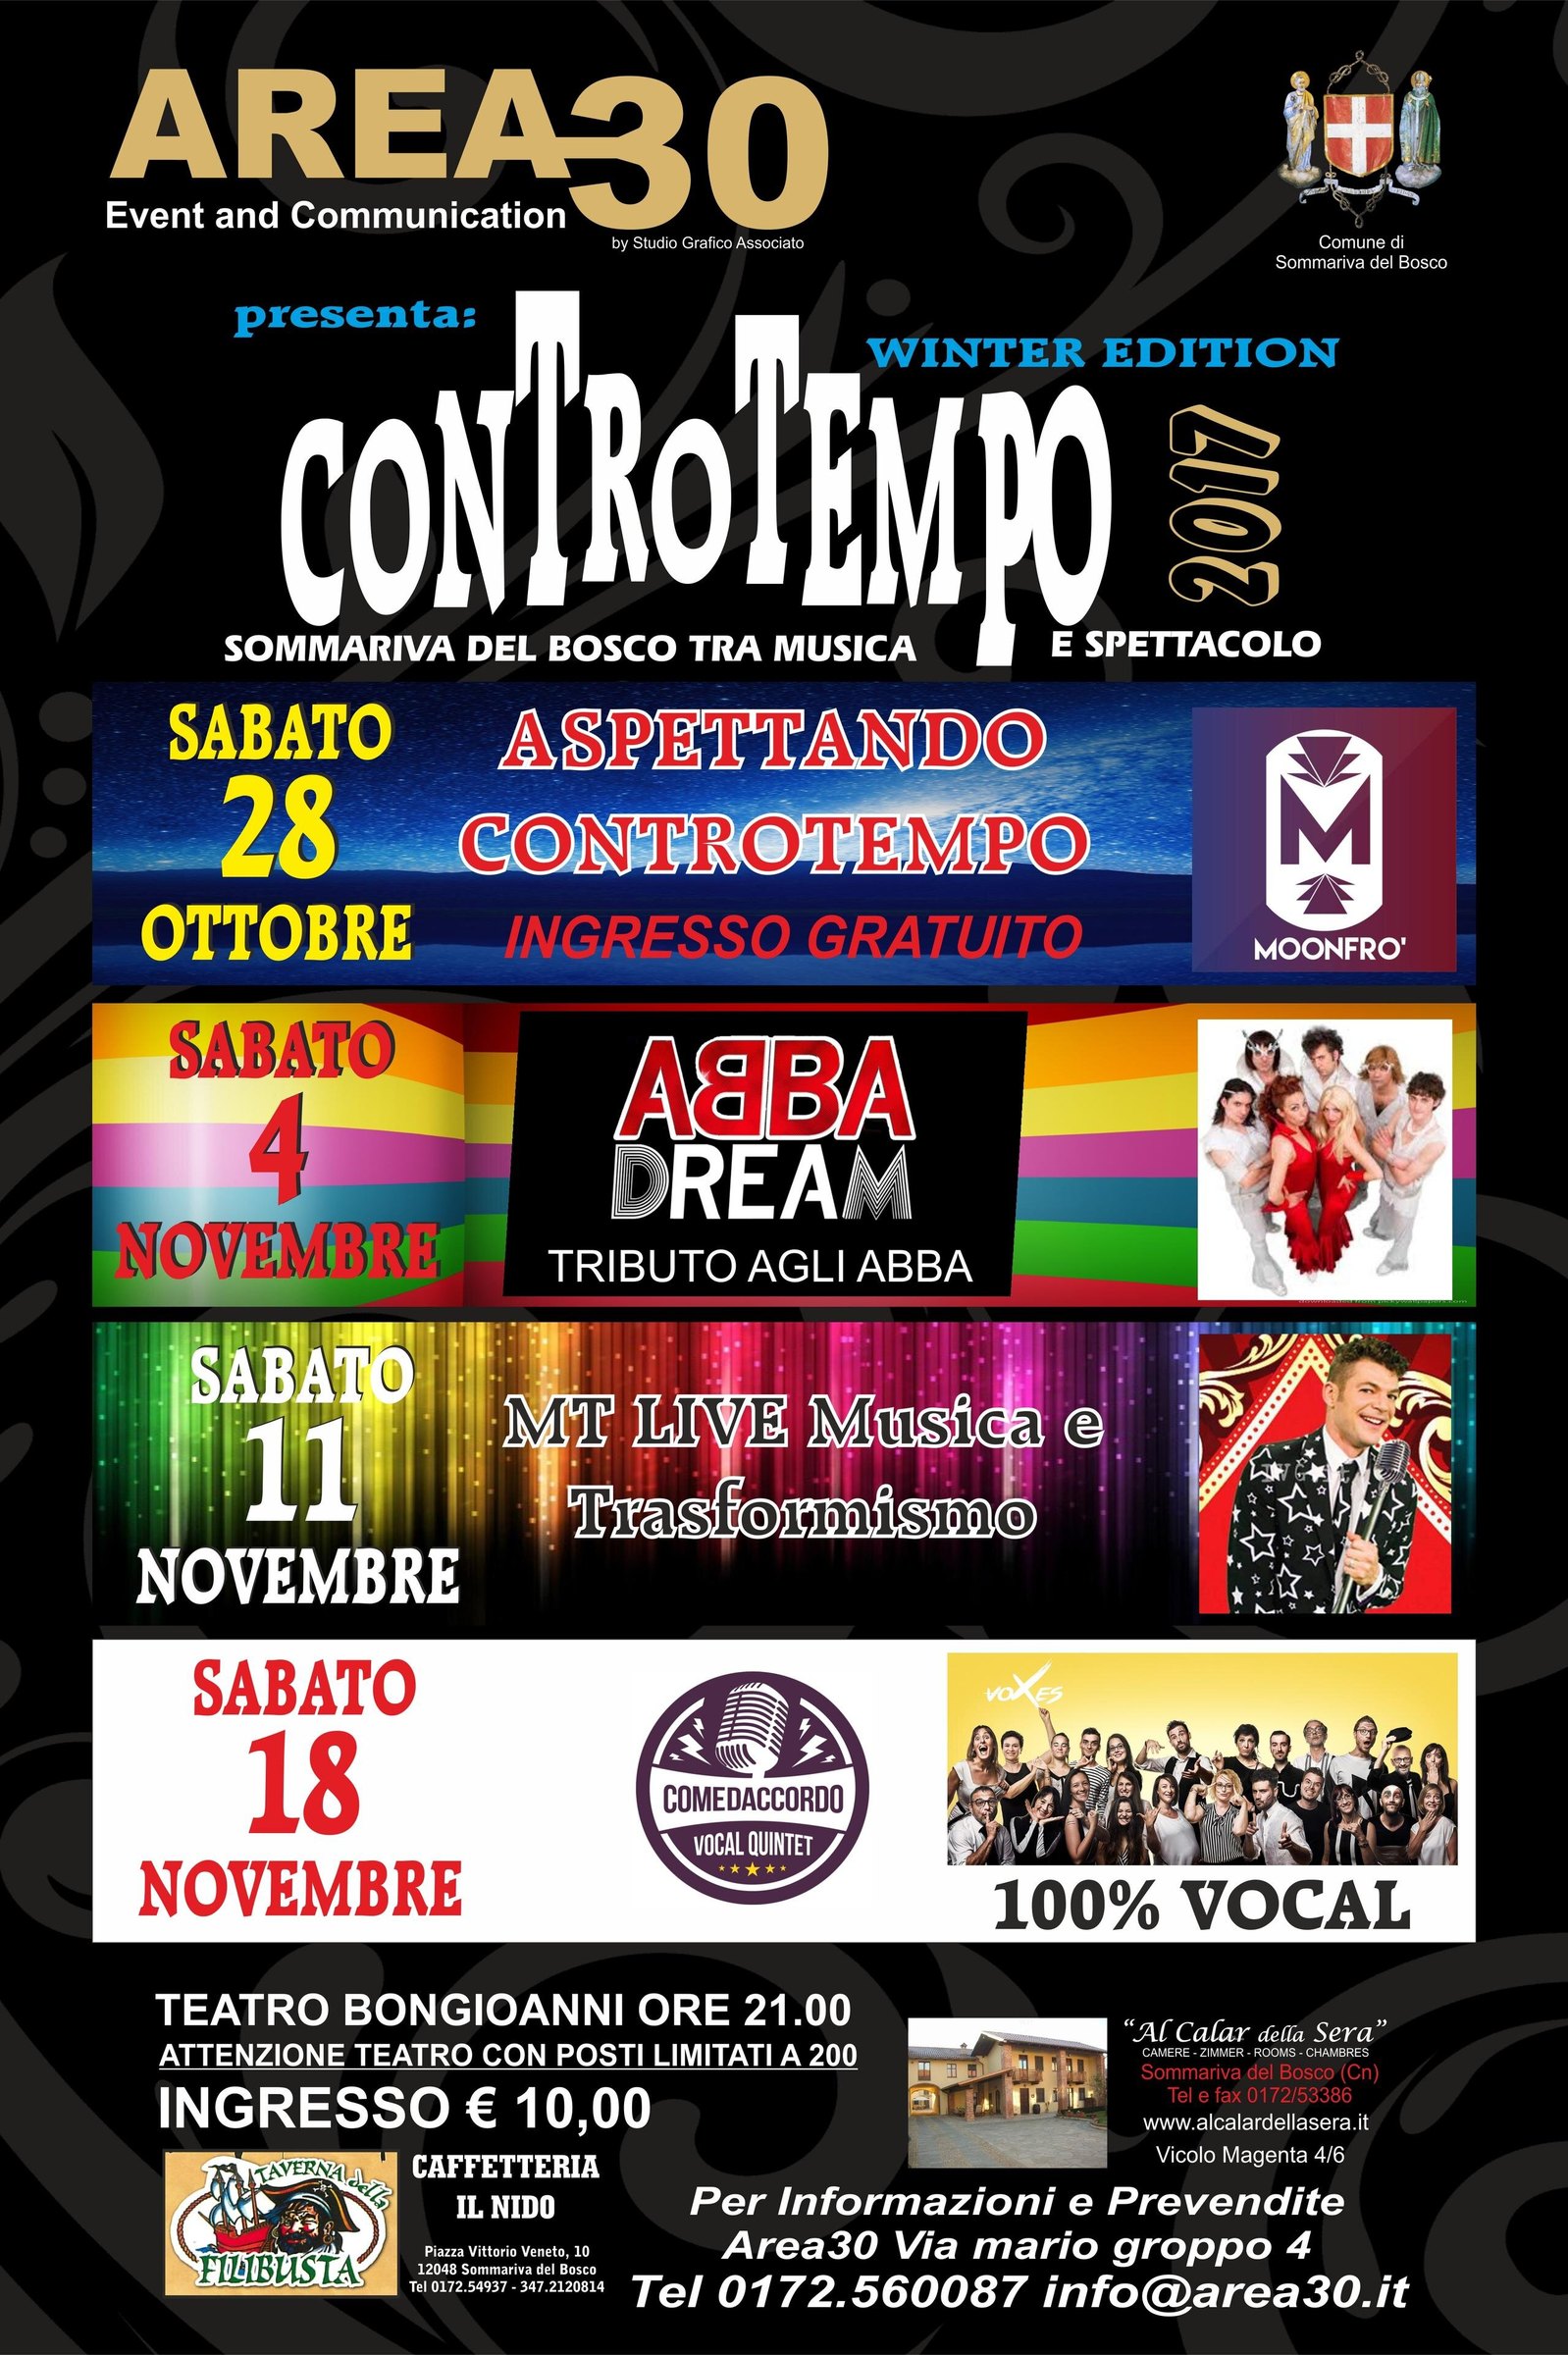 AREA30
Event and Communication
by Studio Grafico Associato
Comune di
Sommariva del Bosco
presenta:
WINTER EDITION
CONTROTEMPO
2017
SOMMARIVA DEL BOSCO TRA MUSICA E SPETTACOLO
SABATO
28
OTTOBRE
ASPETTANDO
CONTROTEMPO
INGRESSO GRATUITO
M
MOONFRO'
SABATO
4
NOVEMBRE
ABBA
DREAM
TRIBUTO AGLI ABBA
SABATO
11
NOVEMBRE
MT LIVE Musica e
Trasformismo
SABATO
18
NOVEMBRE
COMEDACCORDO
VOCAL QUINTET
VOXES
100% VOCAL
TEATRO BONGIOANNI ORE 21.00
ATTENZIONE TEATRO CON POSTI LIMITATI A 200
INGRESSO € 10,00
TAVERNA della
FILIBUSTA
CAFFETTERIA
IL NIDO
Piazza Vittorio Veneto, 10
12048 Sommariva del Bosco
Tel 0172.54937 - 347.2120814
“Al Calar della Sera”
CAMERE - ZIMMER - ROOMS - CHAMBRES
Sommariva del Bosco (Cn)
Tel e fax 0172/53386
www.alcalardellasera.it
Vicolo Magenta 4/6
Per Informazioni e Prevendite
Area30 Via mario groppo 4
Tel 0172.560087 info@area30.it